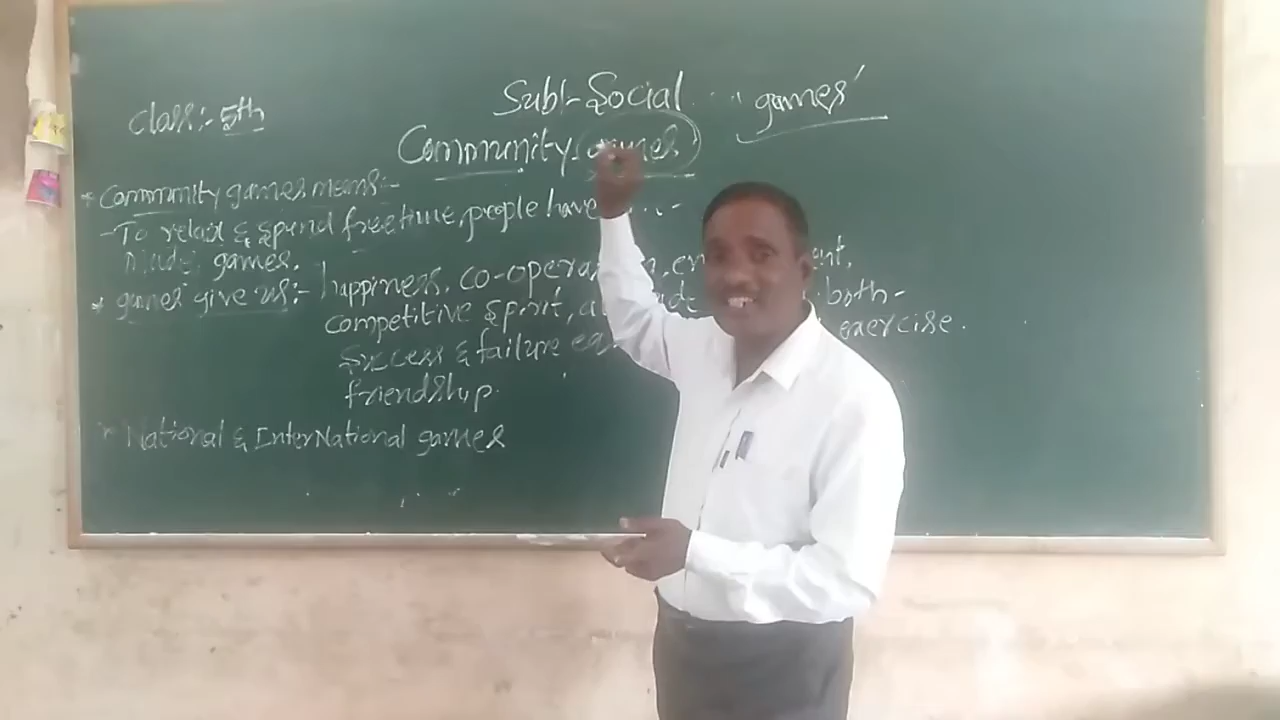 Sub:- Social
games'
class:- 5th
Community games
* Community games means:-
- To relax & spend free time, people have
made games.
* games give us:- happiness, co-opera
competitive spirit, both -
success & failure exercise.
friendship.
* National & InterNational games